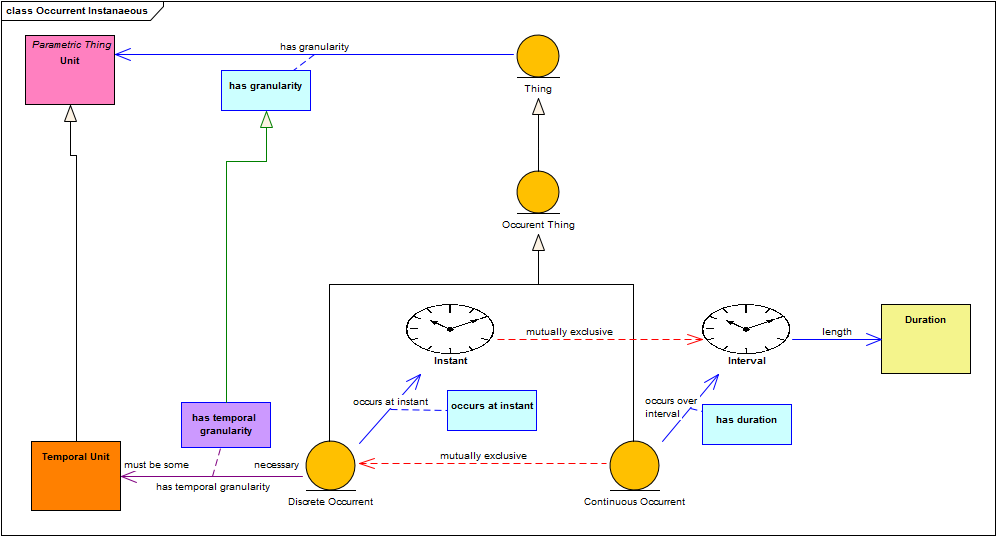 class Occurrent Instanaeous
Parametric Thing
Unit
has granularity
has granularity
Thing
Occurent Thing
Instant
mutually exclusive
Interval
length
Duration
occurs at instant
occurs at instant
occurs over
interval
has duration
has temporal
granularity
Temporal Unit
must be some
necessary
has temporal granularity
mutually exclusive
Discrete Occurrent
Continuous Occurrent